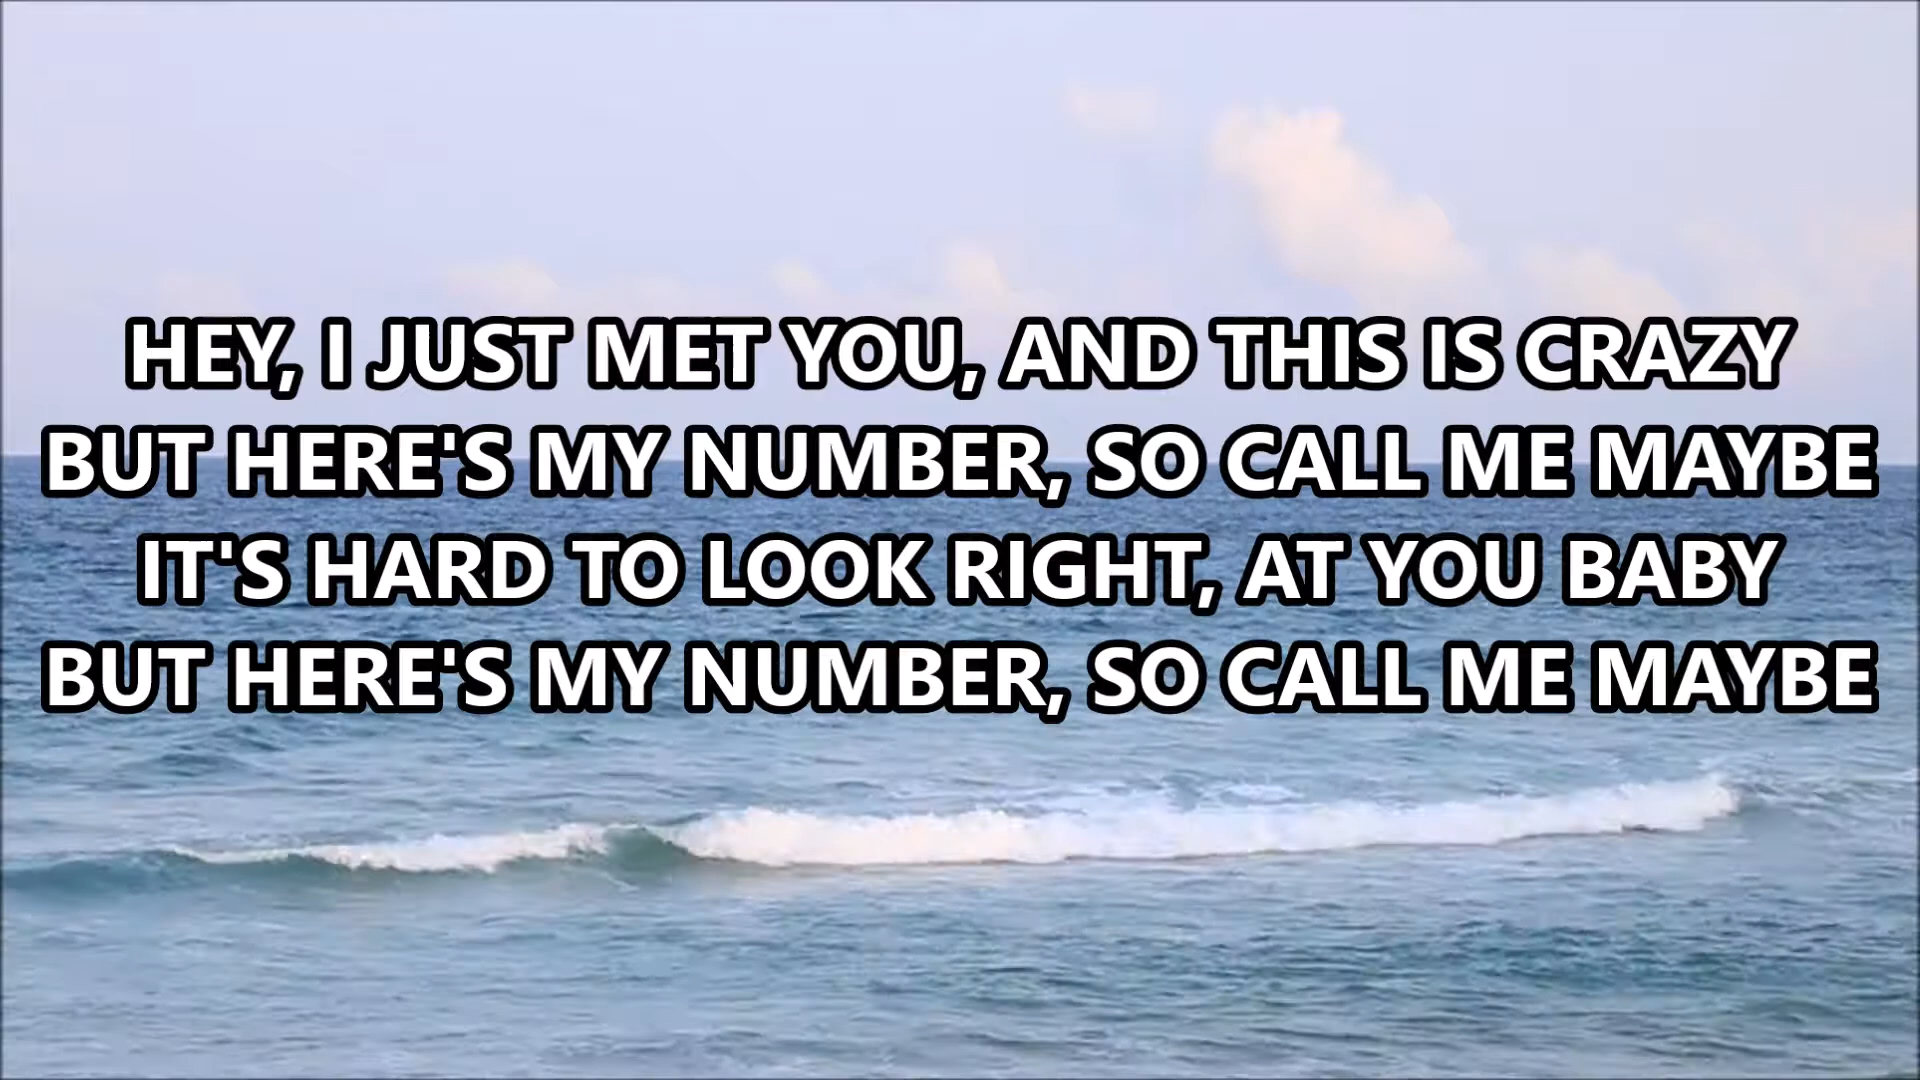 HEY, I JUST MET YOU, AND THIS IS CRAZY
BUT HERE'S MY NUMBER, SO CALL ME MAYBE
IT'S HARD TO LOOK RIGHT, AT YOU BABY
BUT HERE'S MY NUMBER, SO CALL ME MAYBE